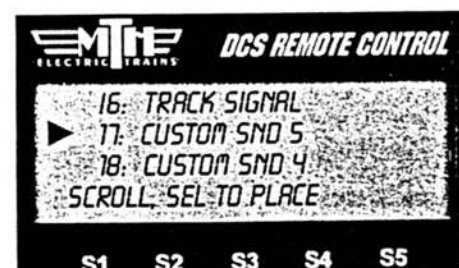 MTH
ELECTRIC TRAINS
DCS REMOTE CONTROL
16: TRACK SIGNAL
17: CUSTOM SND 5
18: CUSTOM SND 4
SCROLL, SEL TO PLACE
S1 S2 S3 S4 S5